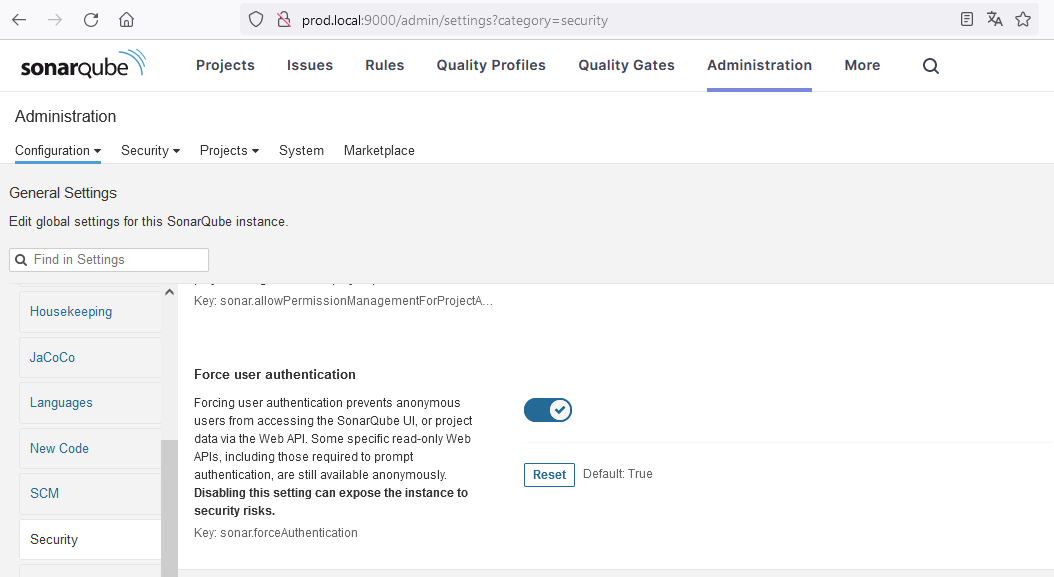 prod.local:9000/admin/settings?category=security
sonarqube
Projects Issues Rules Quality Profiles Quality Gates Administration More
Administration
Configuration Security Projects System Marketplace
General Settings
Edit global settings for this SonarQube instance.
Find in Settings
Key: sonar.allowPermissionManagementForProjectA...
Housekeeping
JaCoCo
Languages
New Code
SCM
Security
Force user authentication
Forcing user authentication prevents anonymous
users from accessing the SonarQube UI, or project
data via the Web API. Some specific read-only Web
APIs, including those required to prompt
authentication, are still available anonymously.
Disabling this setting can expose the instance to
security risks.
Key: sonar.forceAuthentication
Reset Default: True